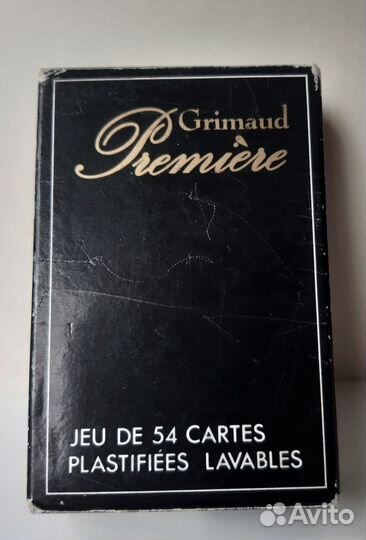 Grimaud
Première
JEU DE 54 CARTES
PLASTIFIÉES LAVABLES
Avito